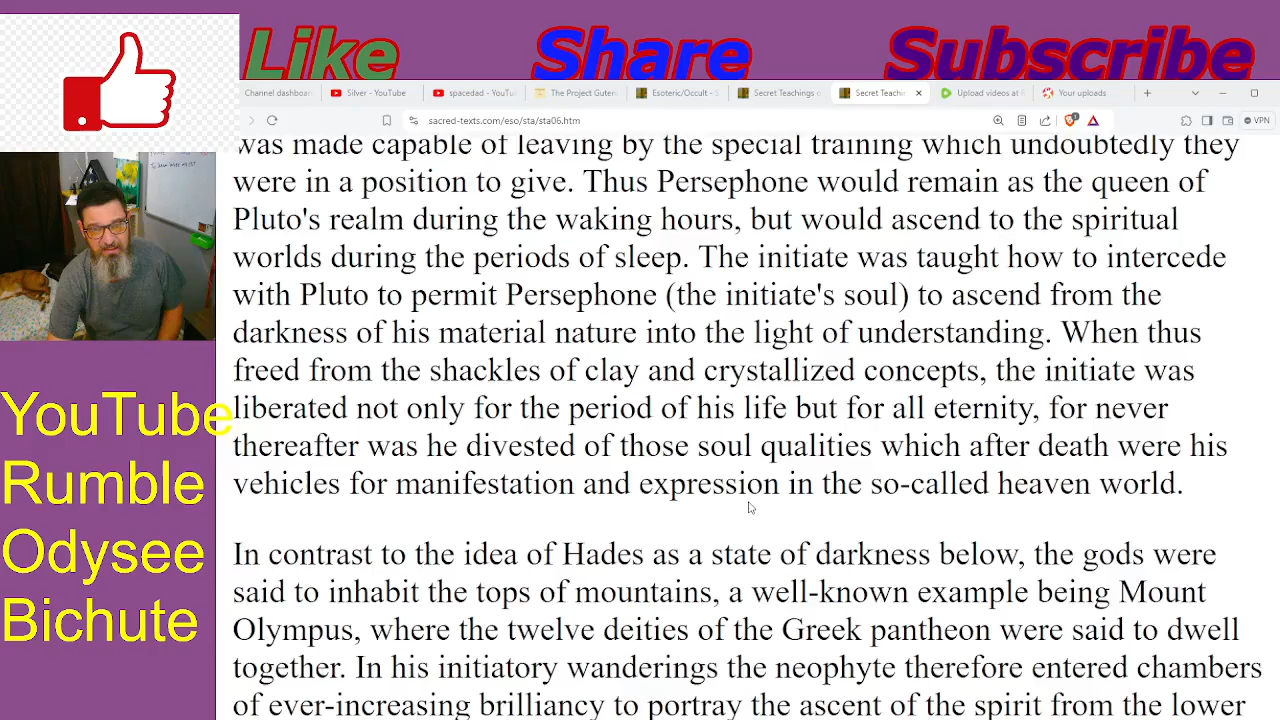 Like Share Subscribe
Channel dashboar
Silver - YouTube
spacedad - YouTube
The Project Guten
Esoteric/Occult - S
Secret Teachings o
Secret Teachi
Upload videos at R
Your uploads
sacred-texts.com/eso/sta/sta06.htm
VPN
was made capable of leaving by the special training which undoubtedly they
were in a position to give. Thus Persephone would remain as the queen of
Pluto's realm during the waking hours, but would ascend to the spiritual
worlds during the periods of sleep. The initiate was taught how to intercede
with Pluto to permit Persephone (the initiate's soul) to ascend from the
darkness of his material nature into the light of understanding. When thus
freed from the shackles of clay and crystallized concepts, the initiate was
liberated not only for the period of his life but for all eternity, for never
thereafter was he divested of those soul qualities which after death were his
vehicles for manifestation and expression in the so-called heaven world.
In contrast to the idea of Hades as a state of darkness below, the gods were
said to inhabit the tops of mountains, a well-known example being Mount
Olympus, where the twelve deities of the Greek pantheon were said to dwell
together. In his initiatory wanderings the neophyte therefore entered chambers
of ever-increasing brilliancy to portray the ascent of the spirit from the lower
YouTube
Rumble
Odysee
Bichute